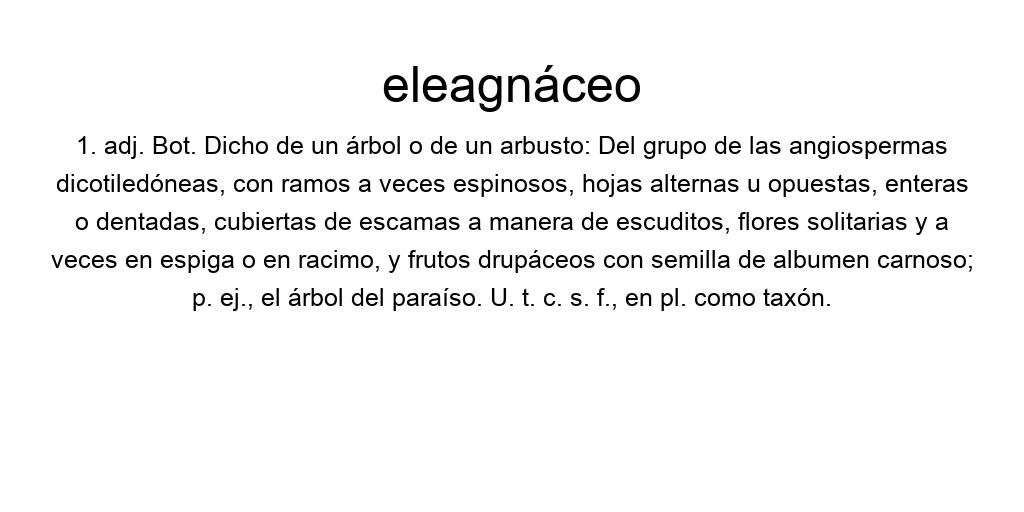 eleagnáceo
1. adj. Bot. Dicho de un árbol o de un arbusto: Del grupo de las angiospermas
dicotiledóneas, con ramos a veces espinosos, hojas alternas u opuestas, enteras
o dentadas, cubiertas de escamas a manera de escuditos, flores solitarias y a
veces en espiga o en racimo, y frutos drupáceos con semilla de albumen carnoso;
p. ej., el árbol del paraíso. U. t. c. s. f., en pl. como taxón.